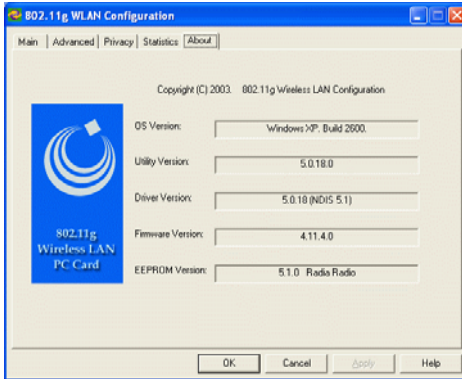 802.11g WLAN Configuration
Main Advanced Privacy Statistics About
Copyright (C) 2003. 802.11g Wireless LAN Configuration
OS Version: Windows XP. Build 2600.
Utility Version: 5.0.18.0
Driver Version: 5.0.18 (NDIS 5.1)
Firmware Version: 4.11.4.0
EEPROM Version: 5.1.0 Radia Radio
802.11g
Wireless LAN
PC Card
OK Cancel Apply Help